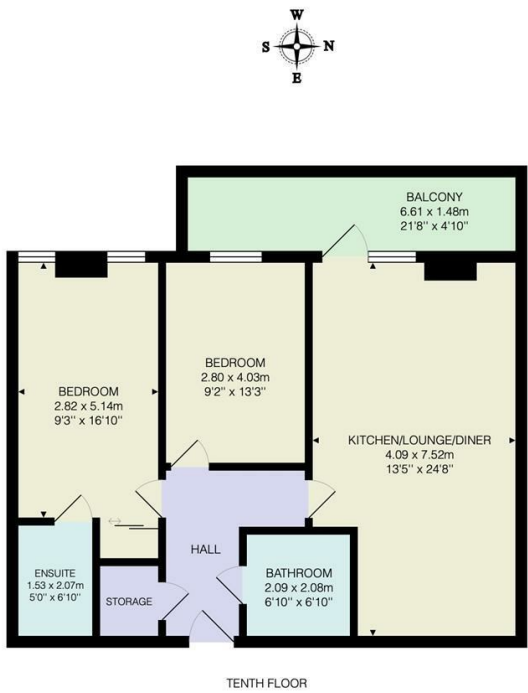 W
S N
E
BALCONY
6.61 x 1.48m
21'8'' x 4'10''
BEDROOM
2.82 x 5.14m
9'3'' x 16'10''
BEDROOM
2.80 x 4.03m
9'2'' x 13'3''
KITCHEN/LOUNGE/DINER
4.09 x 7.52m
13'5'' x 24'8''
HALL
ENSUITE
1.53 x 2.07m
5'0'' x 6'10''
STORAGE
BATHROOM
2.09 x 2.08m
6'10'' x 6'10''
TENTH FLOOR